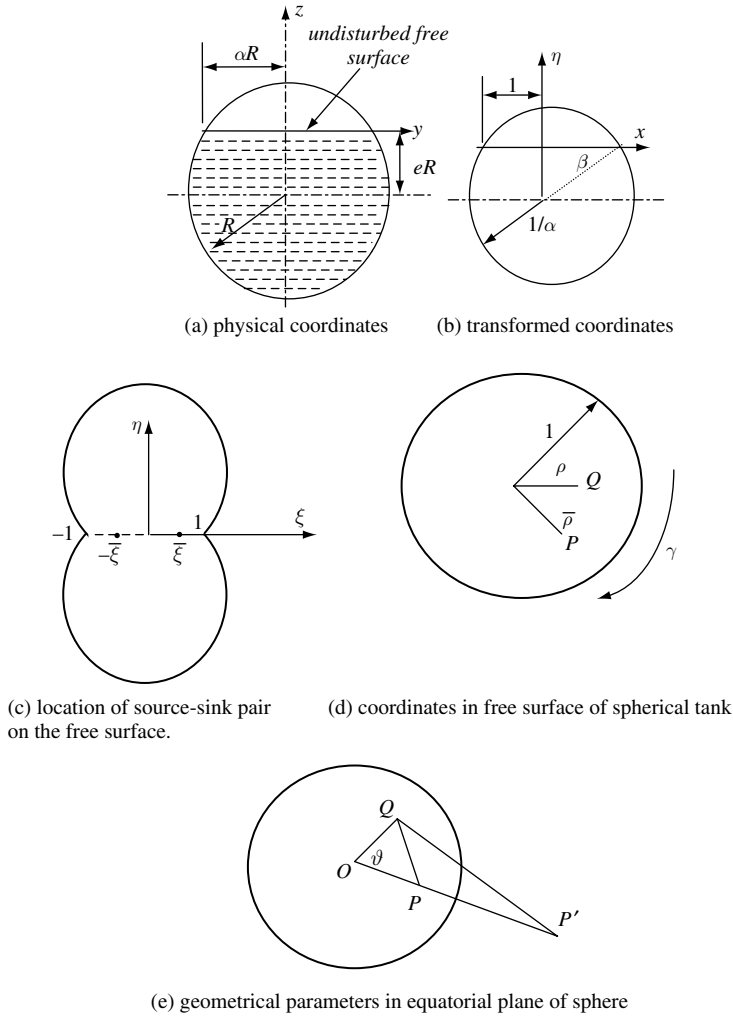 z
undisturbed free
surface
αR
y
eR
R
(a) physical coordinates
η
1
x
β
1/α
(b) transformed coordinates
η
−1
1
ξ
−ξ̅
ξ̅
(c) location of source-sink pair
on the free surface.
1
ρ
Q
ρ̅
P
γ
(d) coordinates in free surface of spherical tank
Q
ϑ
O
P
P′
(e) geometrical parameters in equatorial plane of sphere